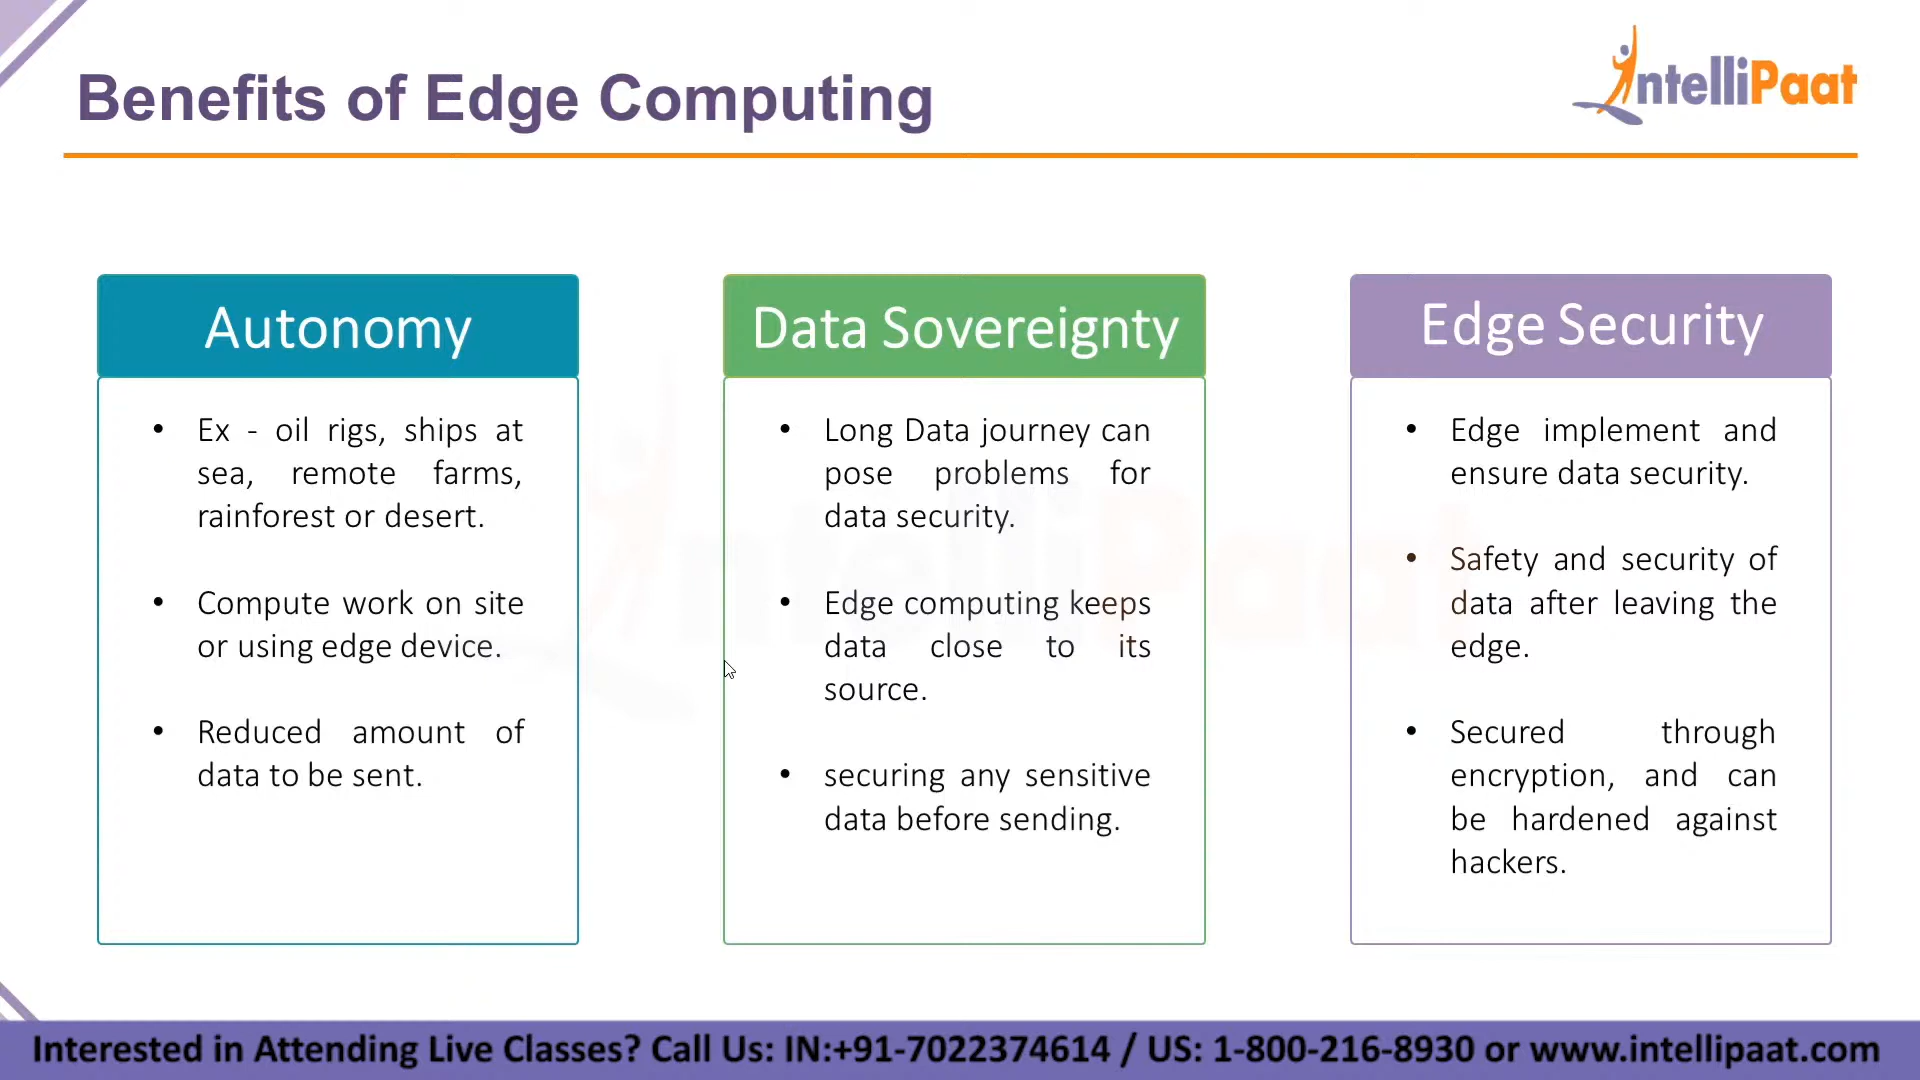 Benefits of Edge Computing
IntelliPaat
Autonomy
• Ex - oil rigs, ships at
sea, remote farms,
rainforest or desert.
• Compute work on site
or using edge device.
• Reduced amount of
data to be sent.
Data Sovereignty
• Long Data journey can
pose problems for
data security.
• Edge computing keeps
data close to its
source.
• securing any sensitive
data before sending.
Edge Security
• Edge implement and
ensure data security.
• Safety and security of
data after leaving the
edge.
• Secured through
encryption, and can
be hardened against
hackers.
IntelliPaat
Interested in Attending Live Classes? Call Us: IN:+91-7022374614 / US: 1-800-216-8930 or www.intellipaat.com